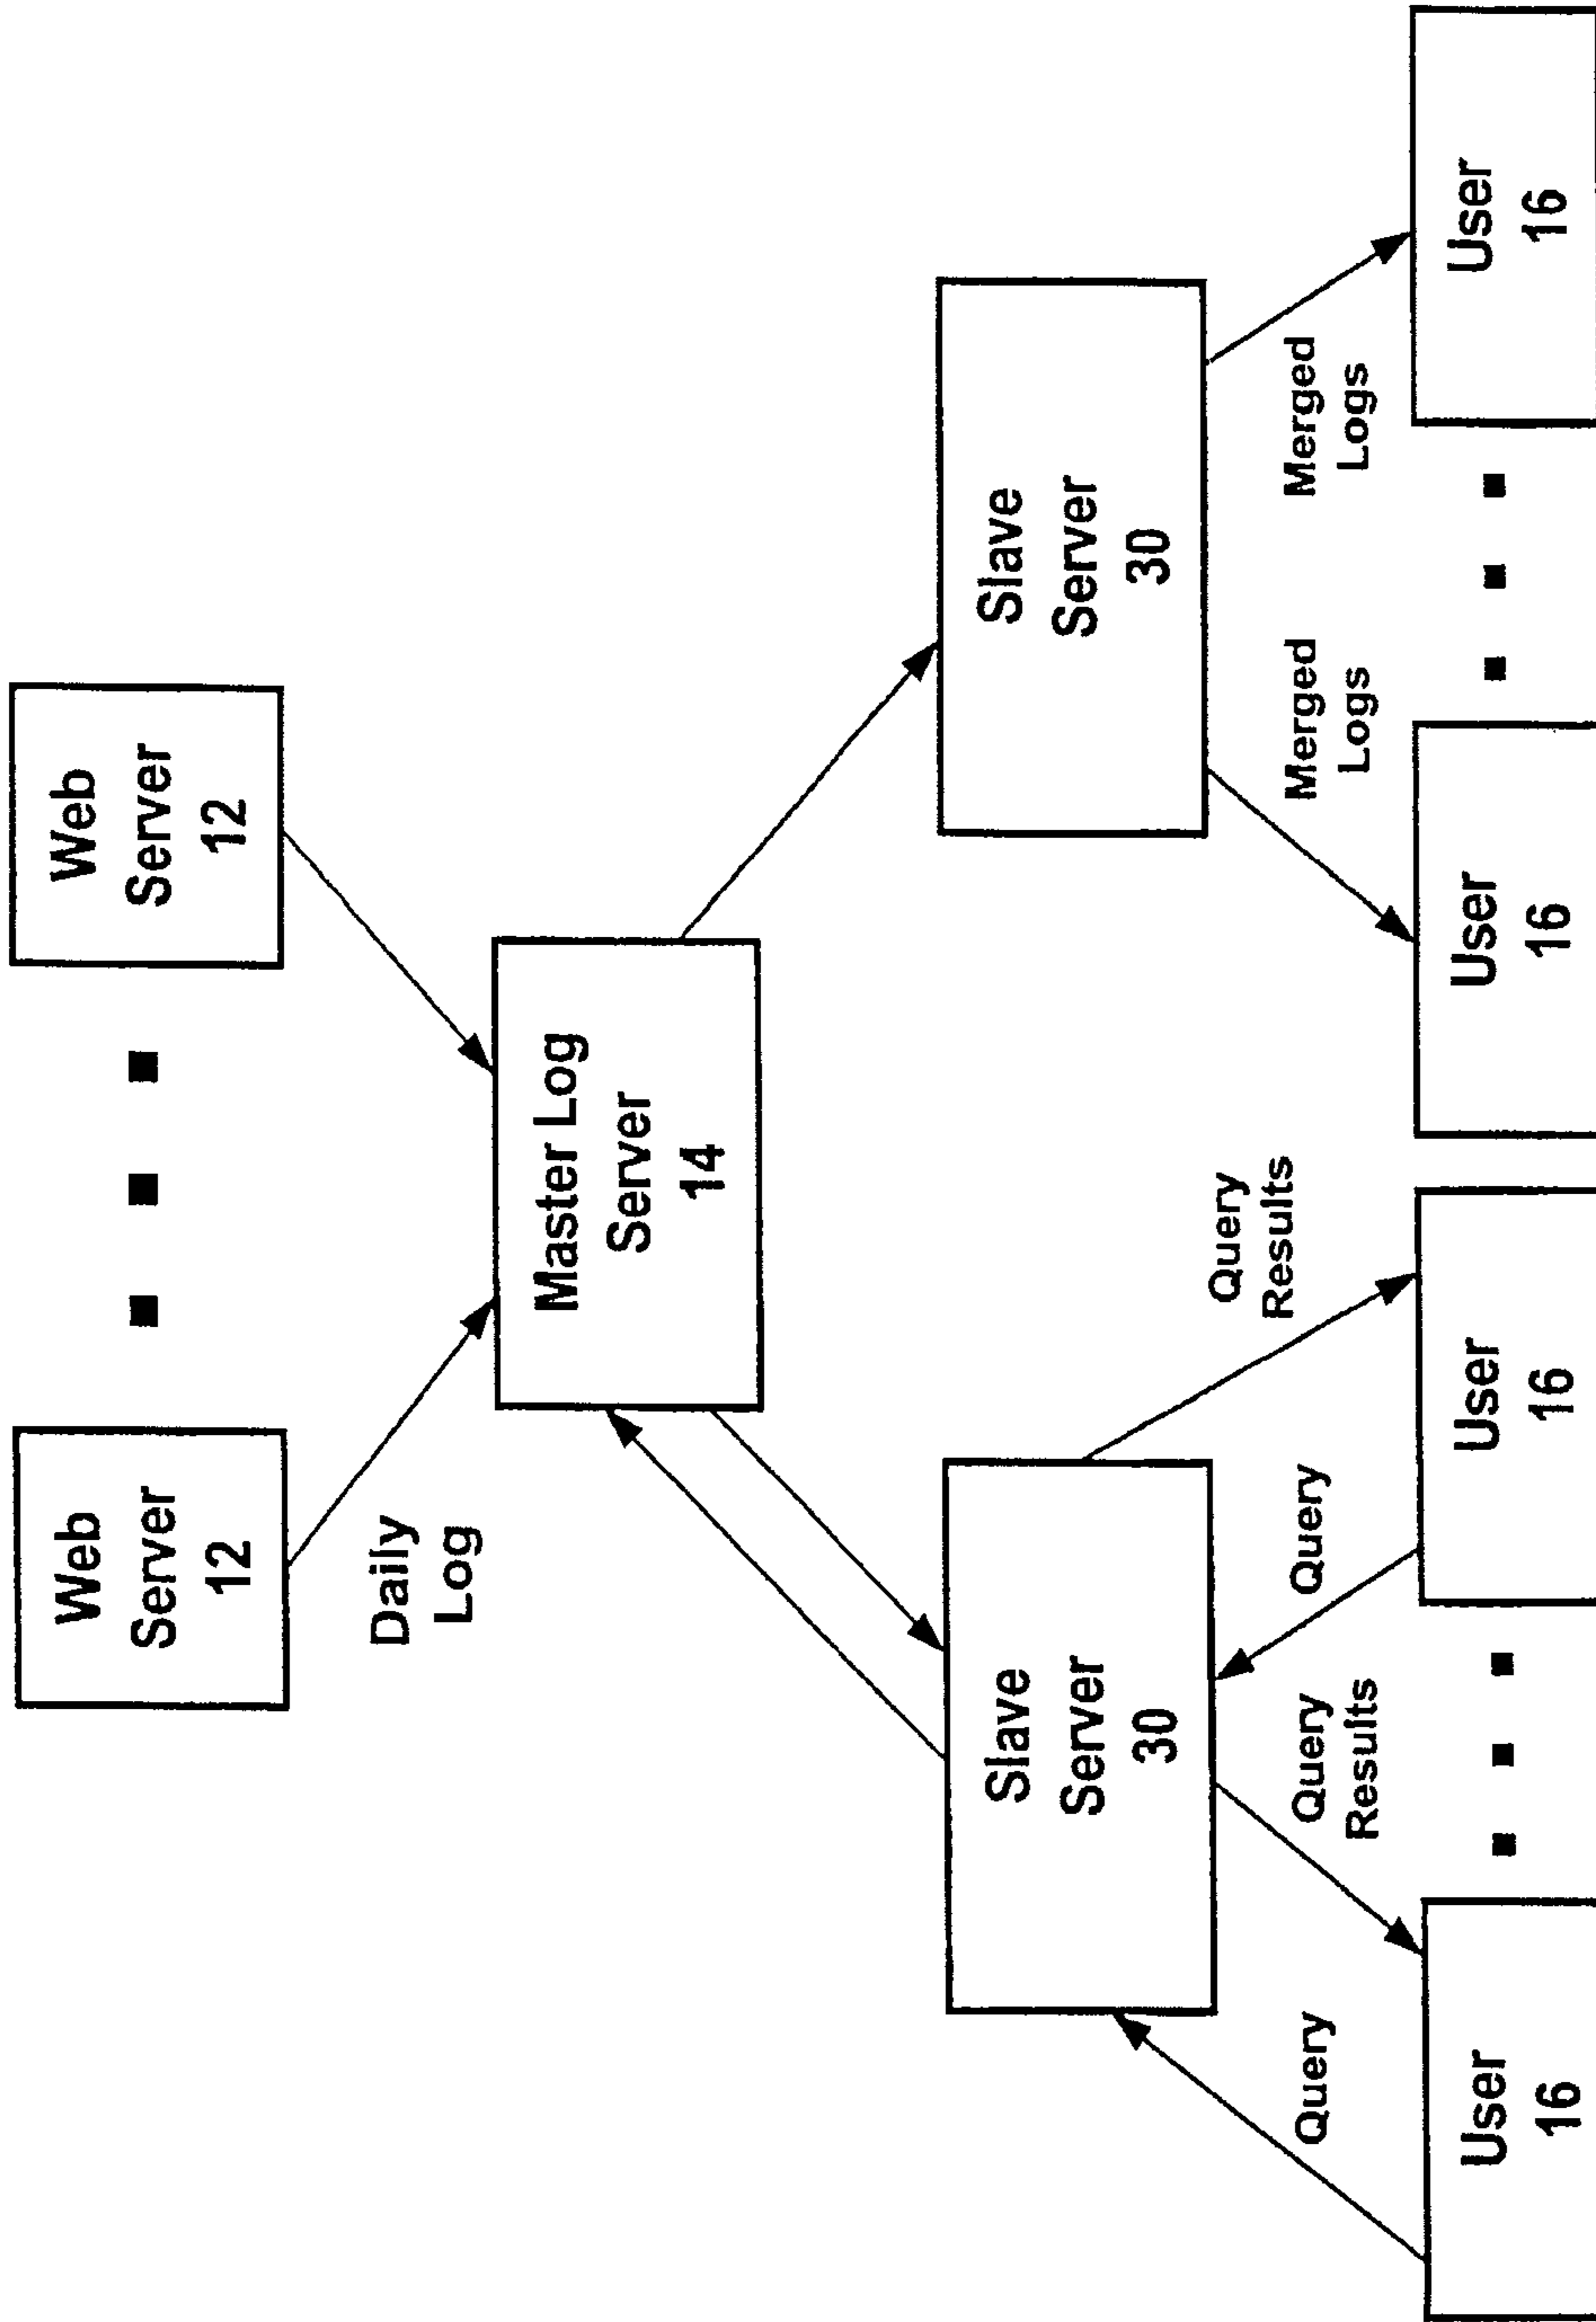 Web
Server
12
Web
Server
12
Daily
Log
Master Log
Server
14
Slave
Server
30
Slave
Server
30
Query
Query
Results
Query
Query
Results
Merged
Logs
Merged
Logs
User
16
User
16
User
16
User
16